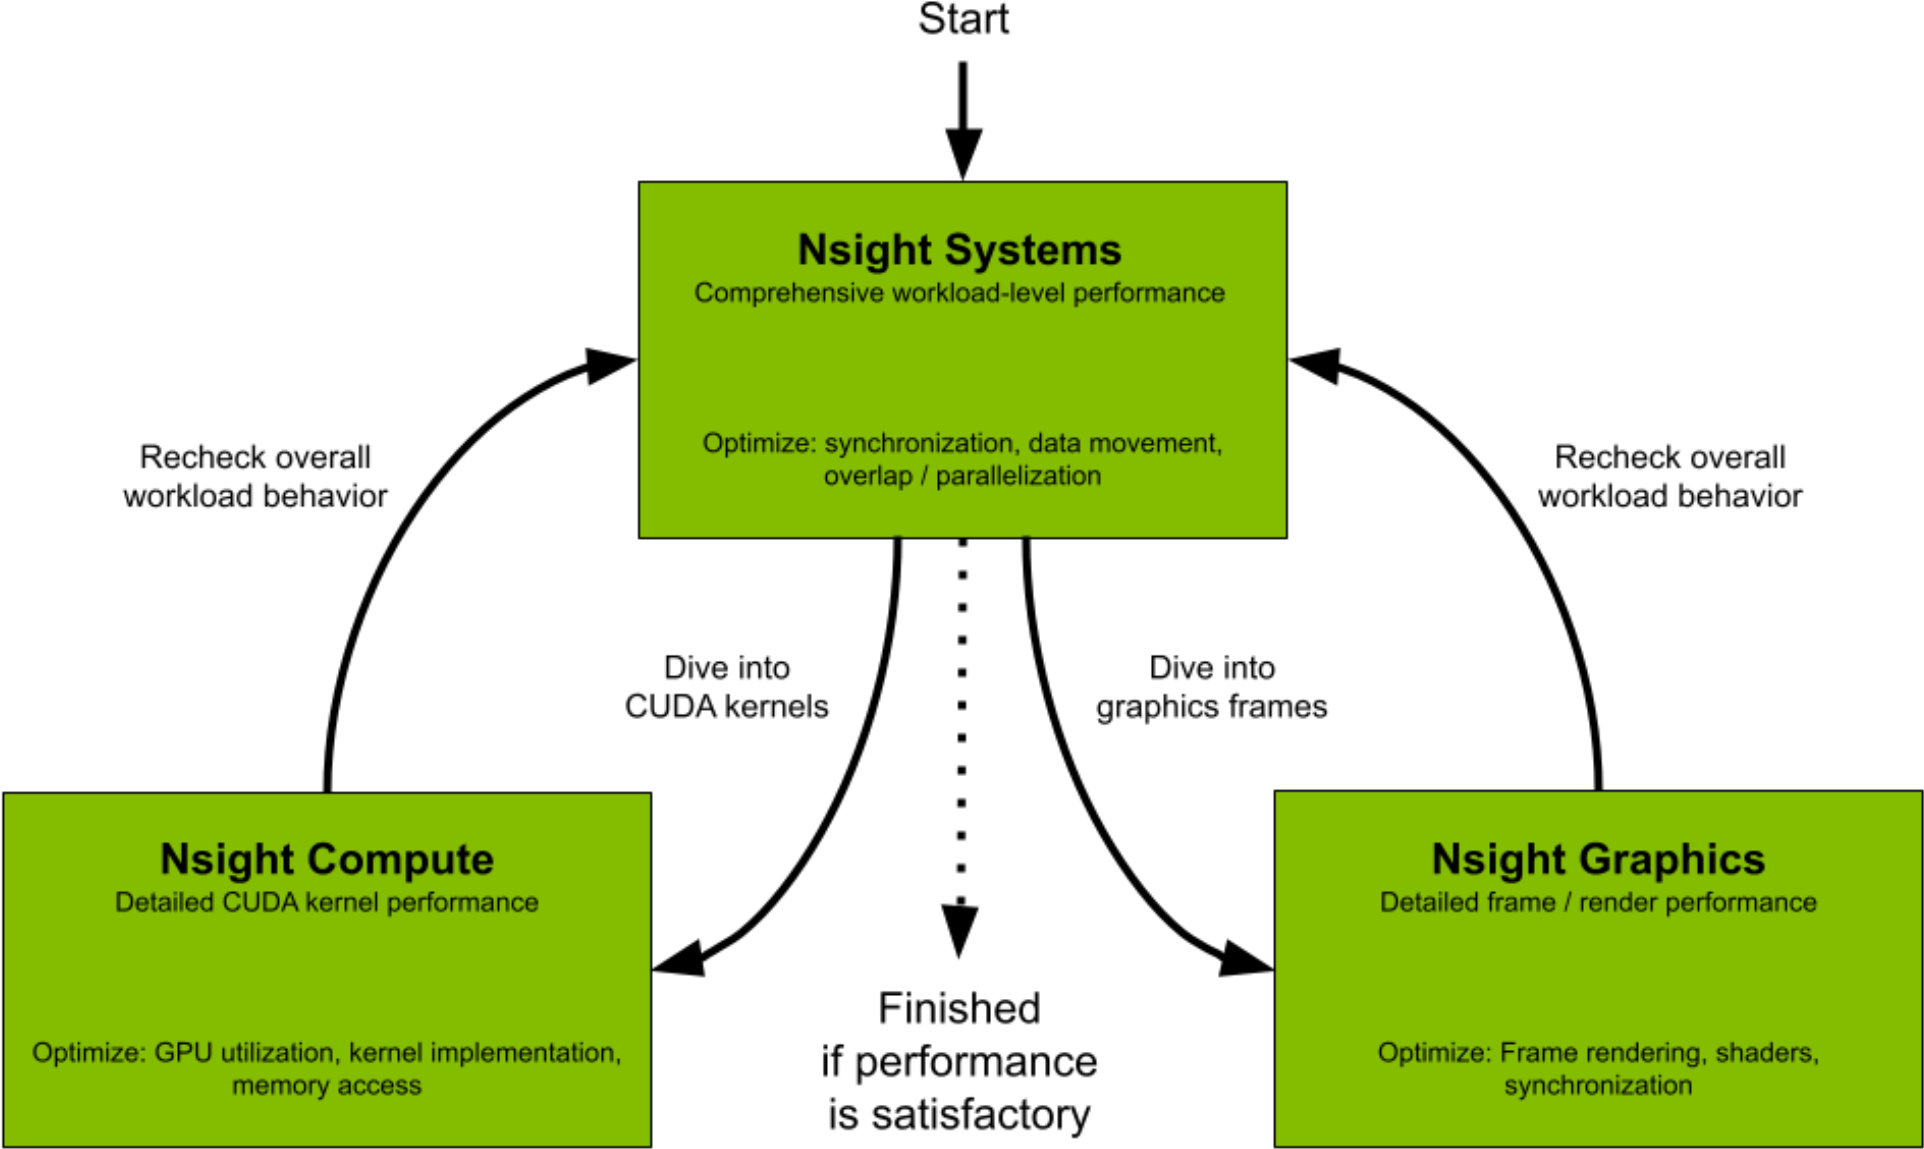 Start
Nsight Systems
Comprehensive workload-level performance
Optimize: synchronization, data movement,
overlap / parallelization
Recheck overall
workload behavior
Recheck overall
workload behavior
Dive into
CUDA kernels
Dive into
graphics frames
Nsight Compute
Detailed CUDA kernel performance
Optimize: GPU utilization, kernel implementation,
memory access
Finished
if performance
is satisfactory
Nsight Graphics
Detailed frame / render performance
Optimize: Frame rendering, shaders,
synchronization